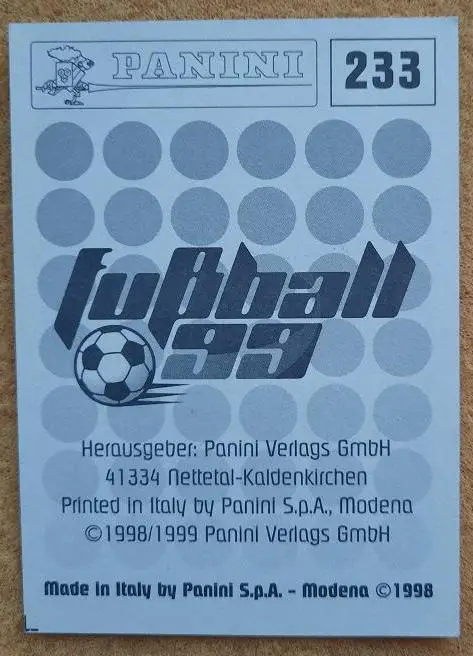 PANINI
233
fußball
99
Herausgeber: Panini Verlags GmbH
41334 Nettetal-Kaldenkirchen
Printed in Italy by Panini S.p.A., Modena
©1998/1999 Panini Verlags GmbH
Made in Italy by Panini S.p.A. - Modena ©1998